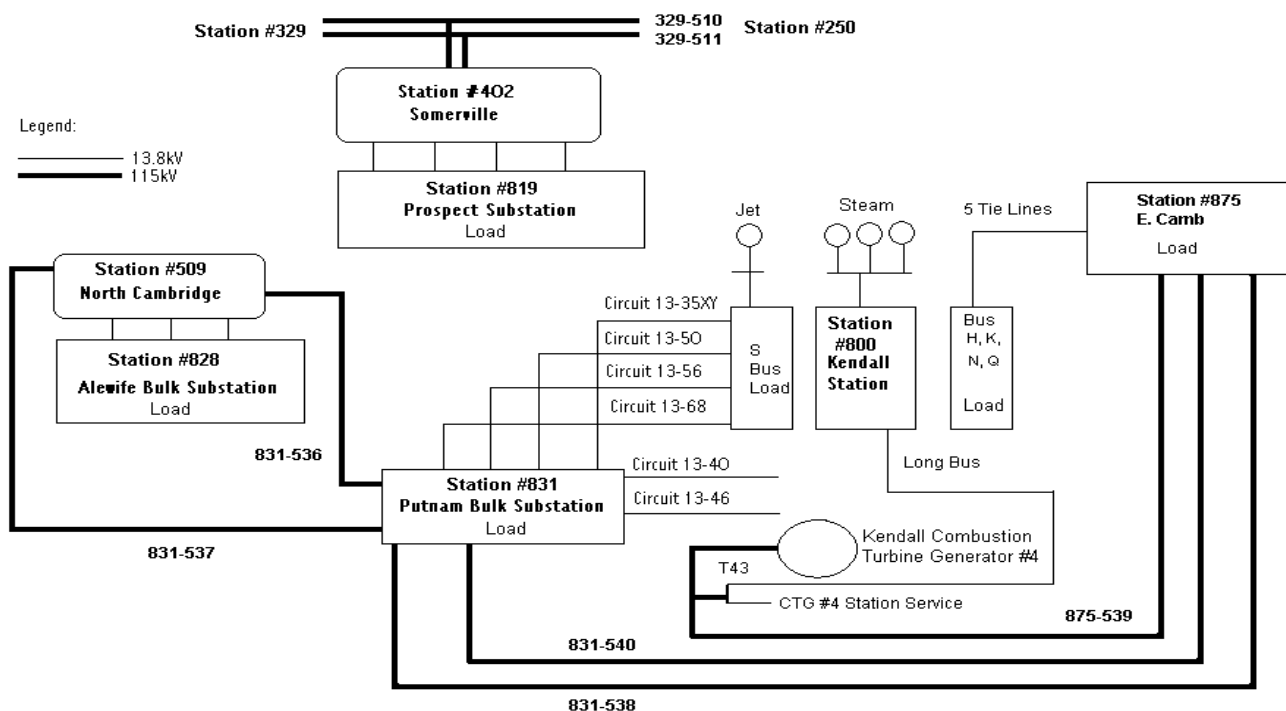 329-510
Station #329
Station #250
329-511
Station #402
Somerville
Legend:
13.8kV
115kV
Station #819
Prospect Substation
Load
Jet
Steam
5 Tie Lines
Station #875
E. Camb
Load
Station #509
North Cambridge
Station #828
Alewife Bulk Substation
Load
Circuit 13-35XY
Circuit 13-50
Circuit 13-56
Circuit 13-68
S
Bus
Load
Station
#800
Kendall
Station
Bus
H, K,
N, Q
Load
831-536
Long Bus
Station #831
Putnam Bulk Substation
Load
Circuit 13-40
Circuit 13-46
831-537
Kendall Combustion
Turbine Generator #4
T43
CTG #4 Station Service
875-539
831-540
831-538